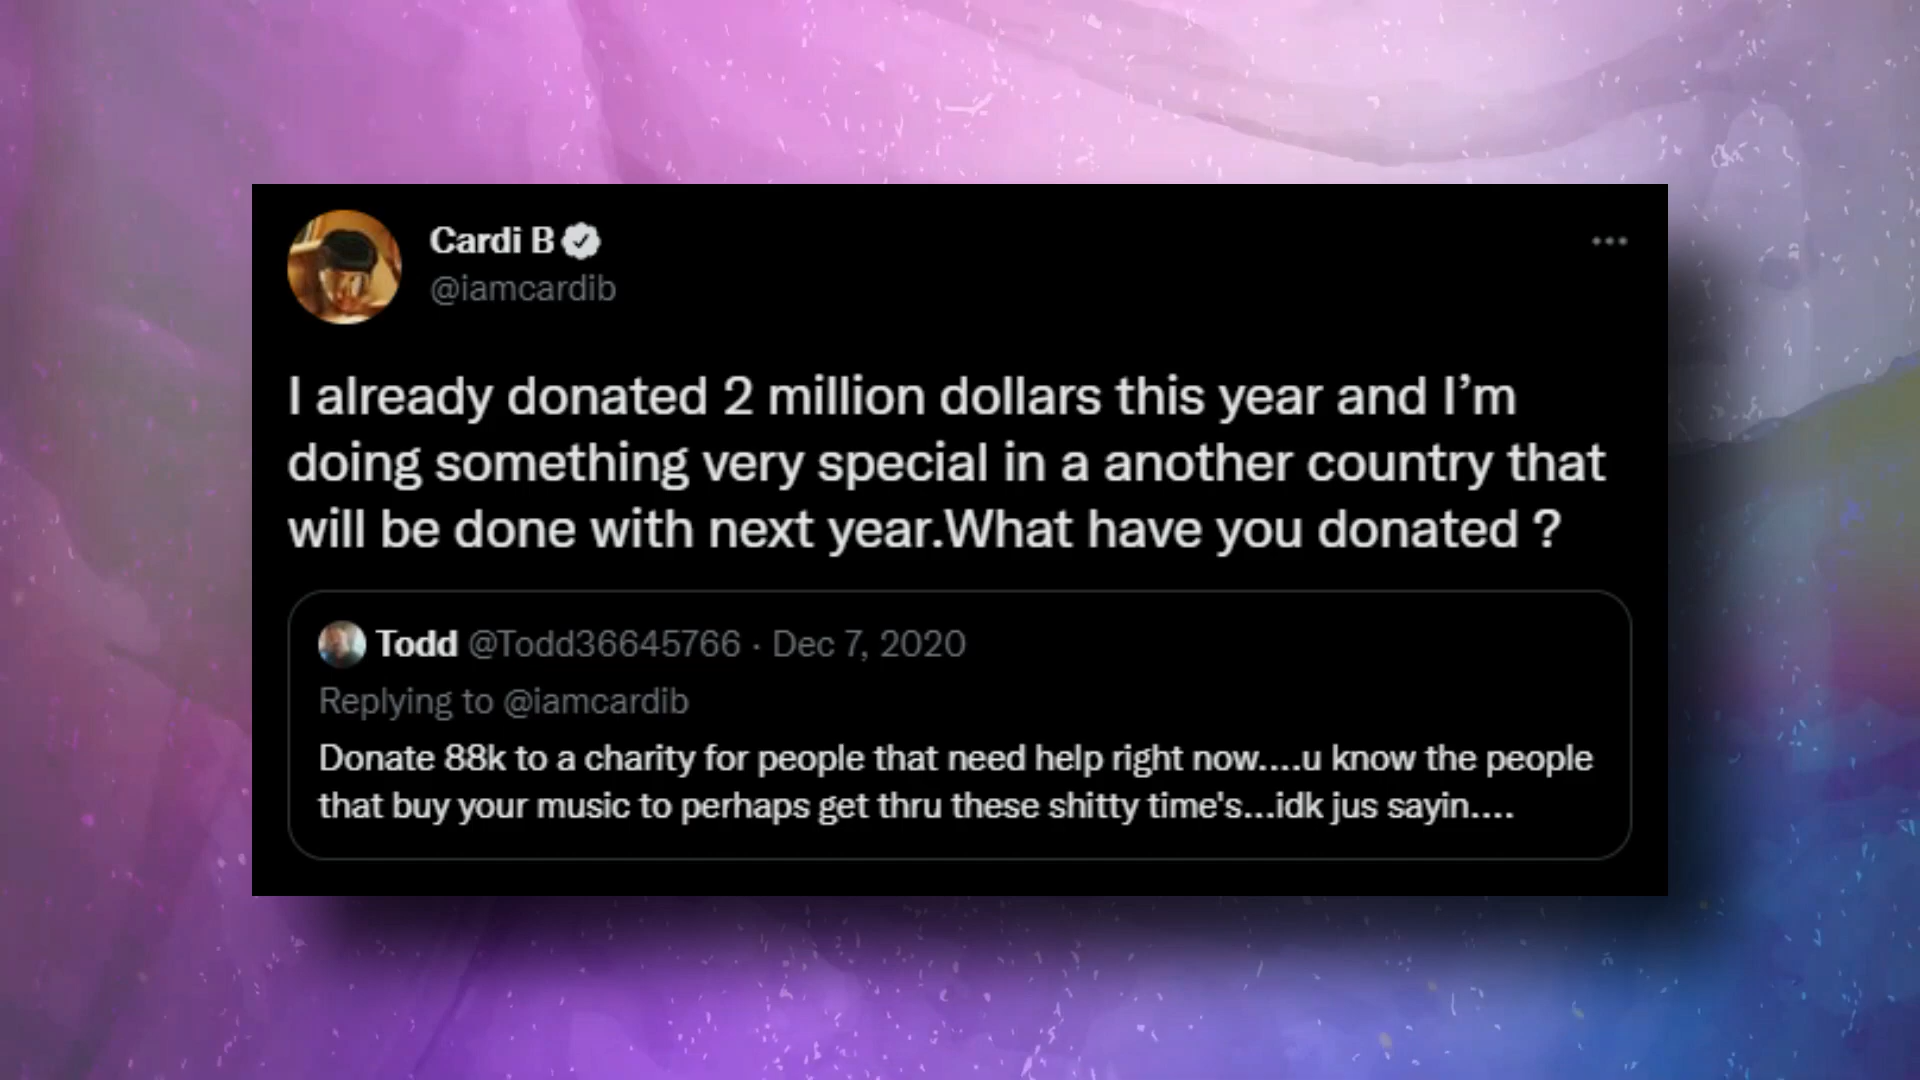 Cardi B
@iamcardib
I already donated 2 million dollars this year and I’m
doing something very special in a another country that
will be done with next year.What have you donated ?
Todd @Todd36645766 · Dec 7, 2020
Replying to @iamcardib
Donate 88k to a charity for people that need help right now....u know the people
that buy your music to perhaps get thru these shitty time's...idk jus sayin....